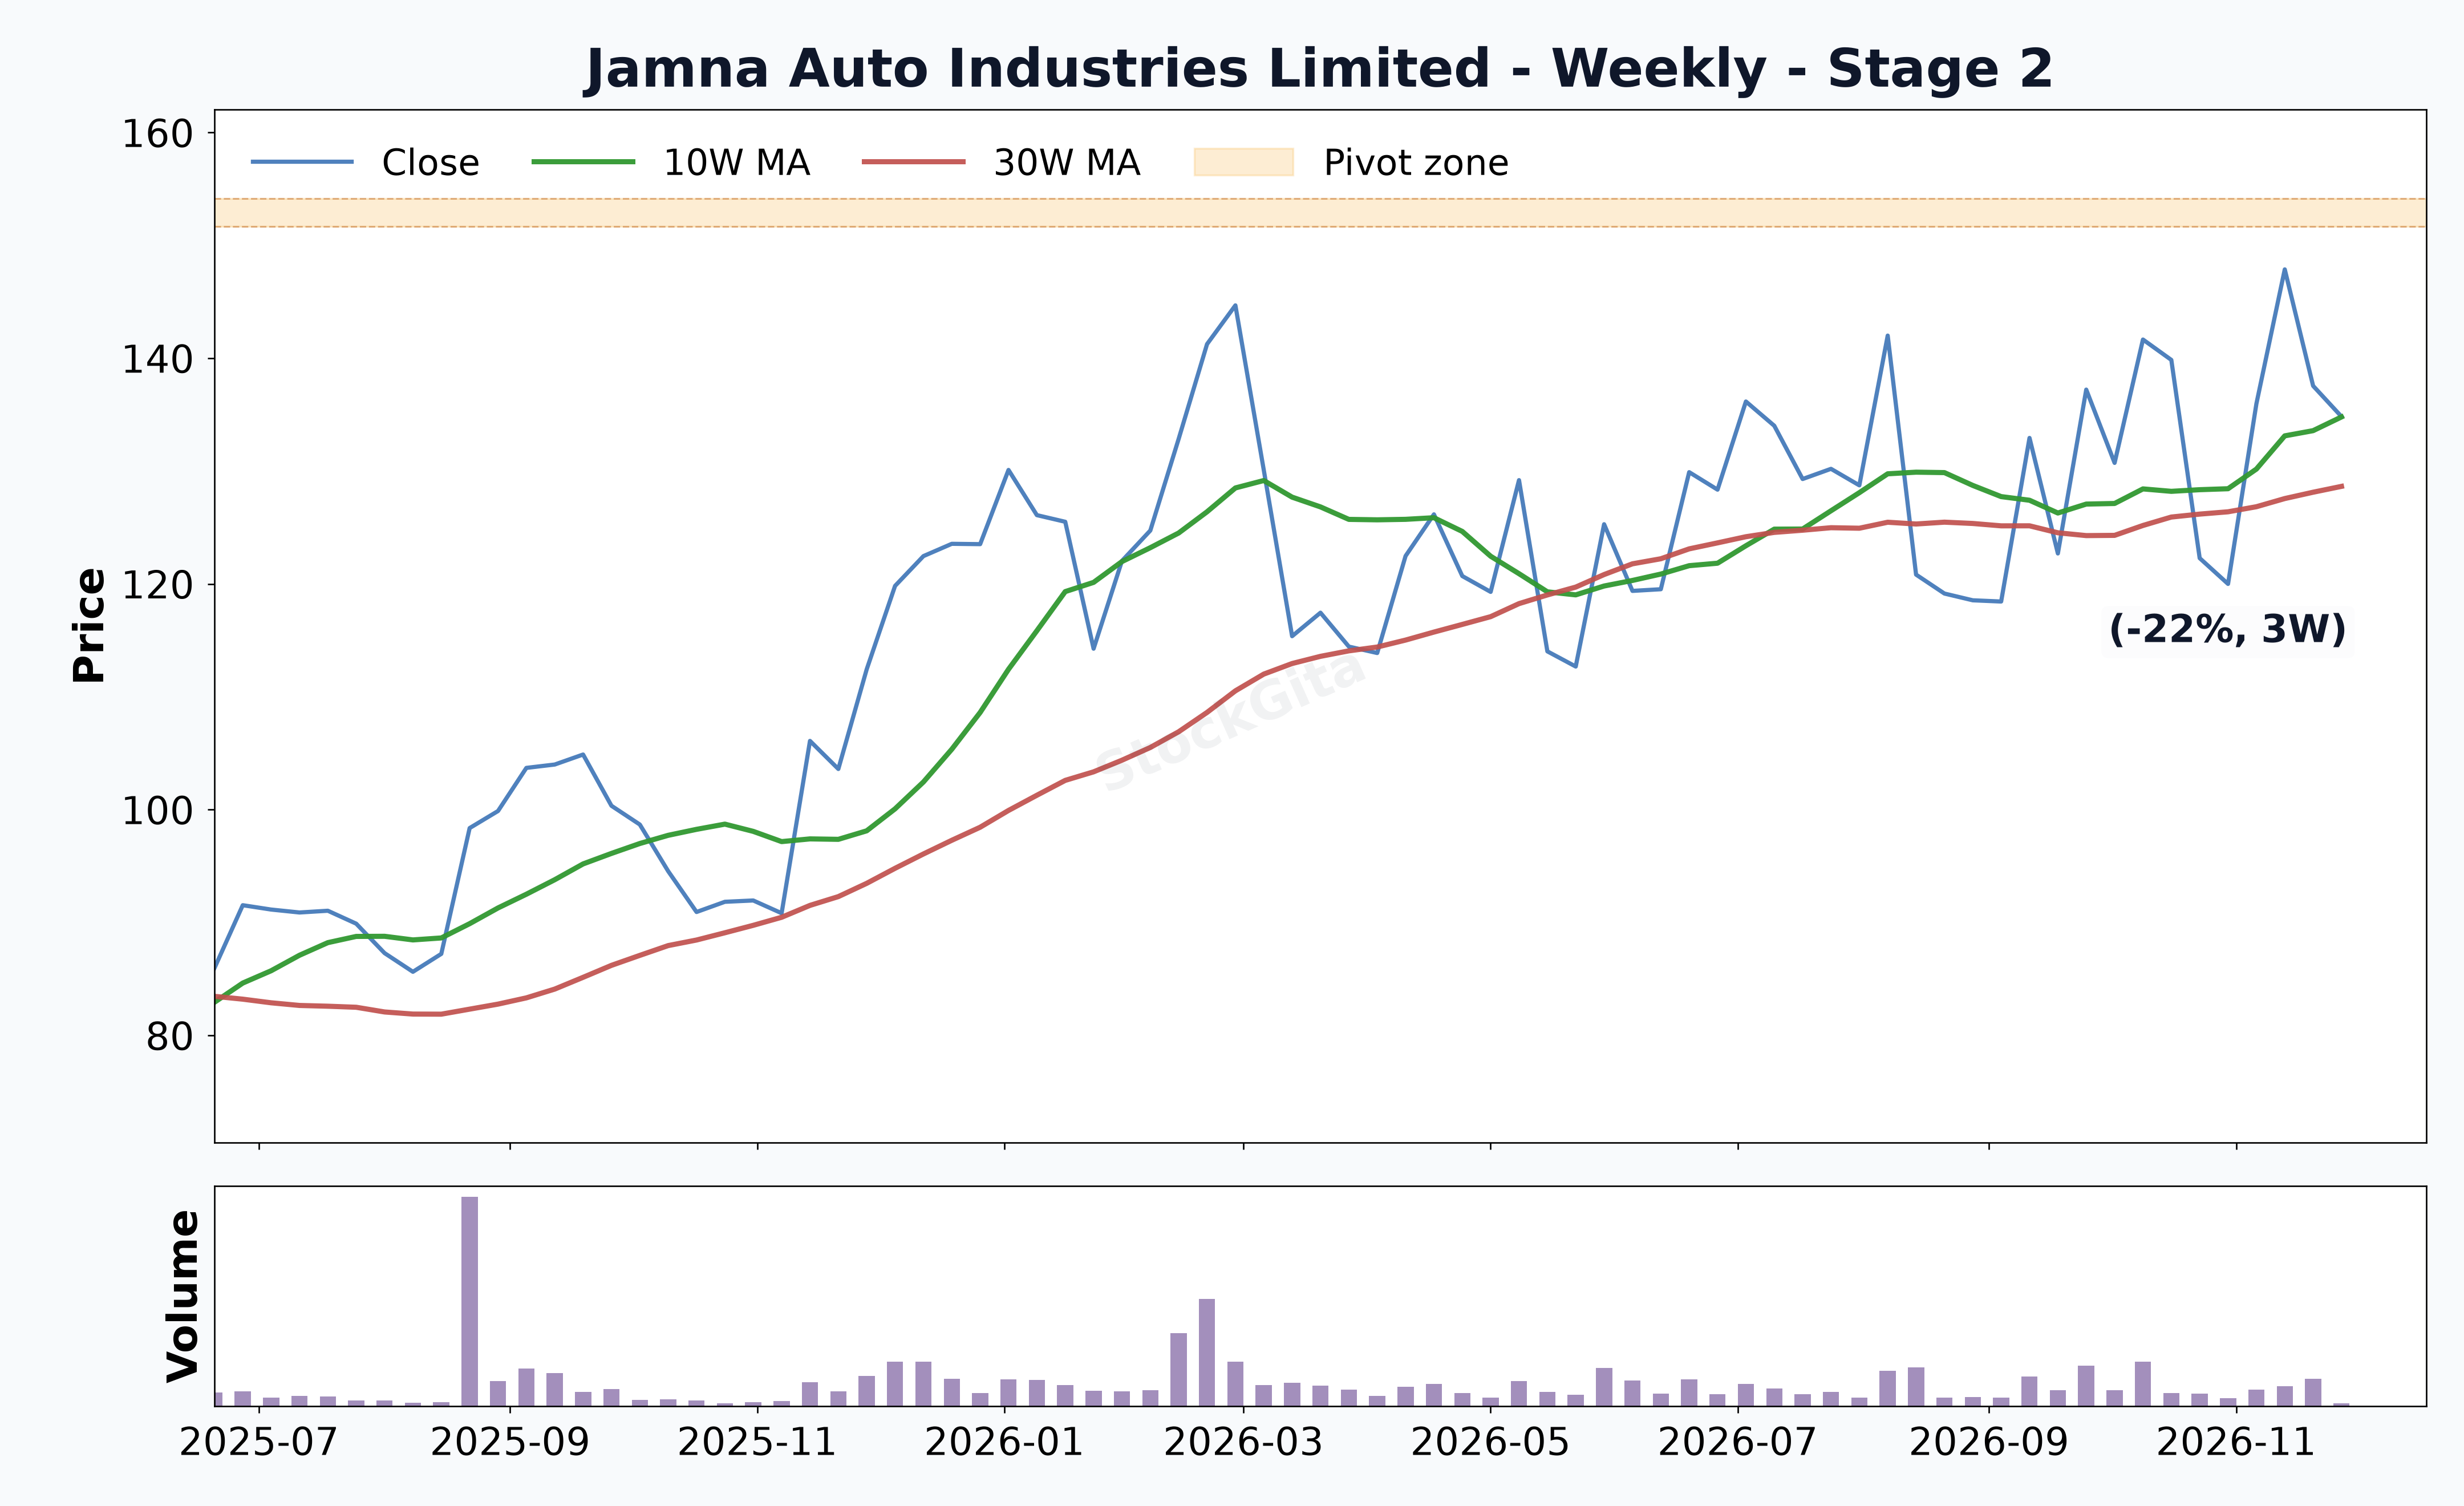 Jamna Auto Industries Limited - Weekly - Stage 2
Close 10W MA 30W MA Pivot zone
160
140
120
100
80
Price
(-22%, 3W)
StockGita
Volume
2025-07 2025-09 2025-11 2026-01 2026-03 2026-05 2026-07 2026-09 2026-11